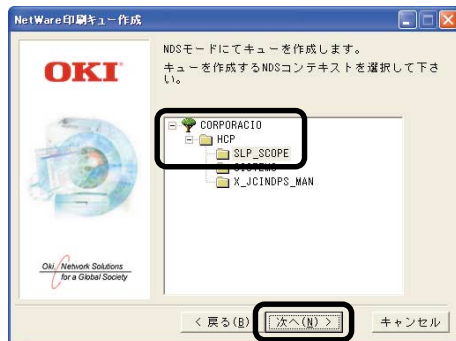 NetWare印刷キュー作成
OKI
Oki, Network Solutions
for a Global Society
NDSモードにてキューを作成します。
キューを作成するNDSコンテキストを選択して下さ
い。
CORPORACIO
HCP
SLP_SCOPE
X_JCINDPS_MAN
< 戻る(B)
次へ(N) >
キャンセル